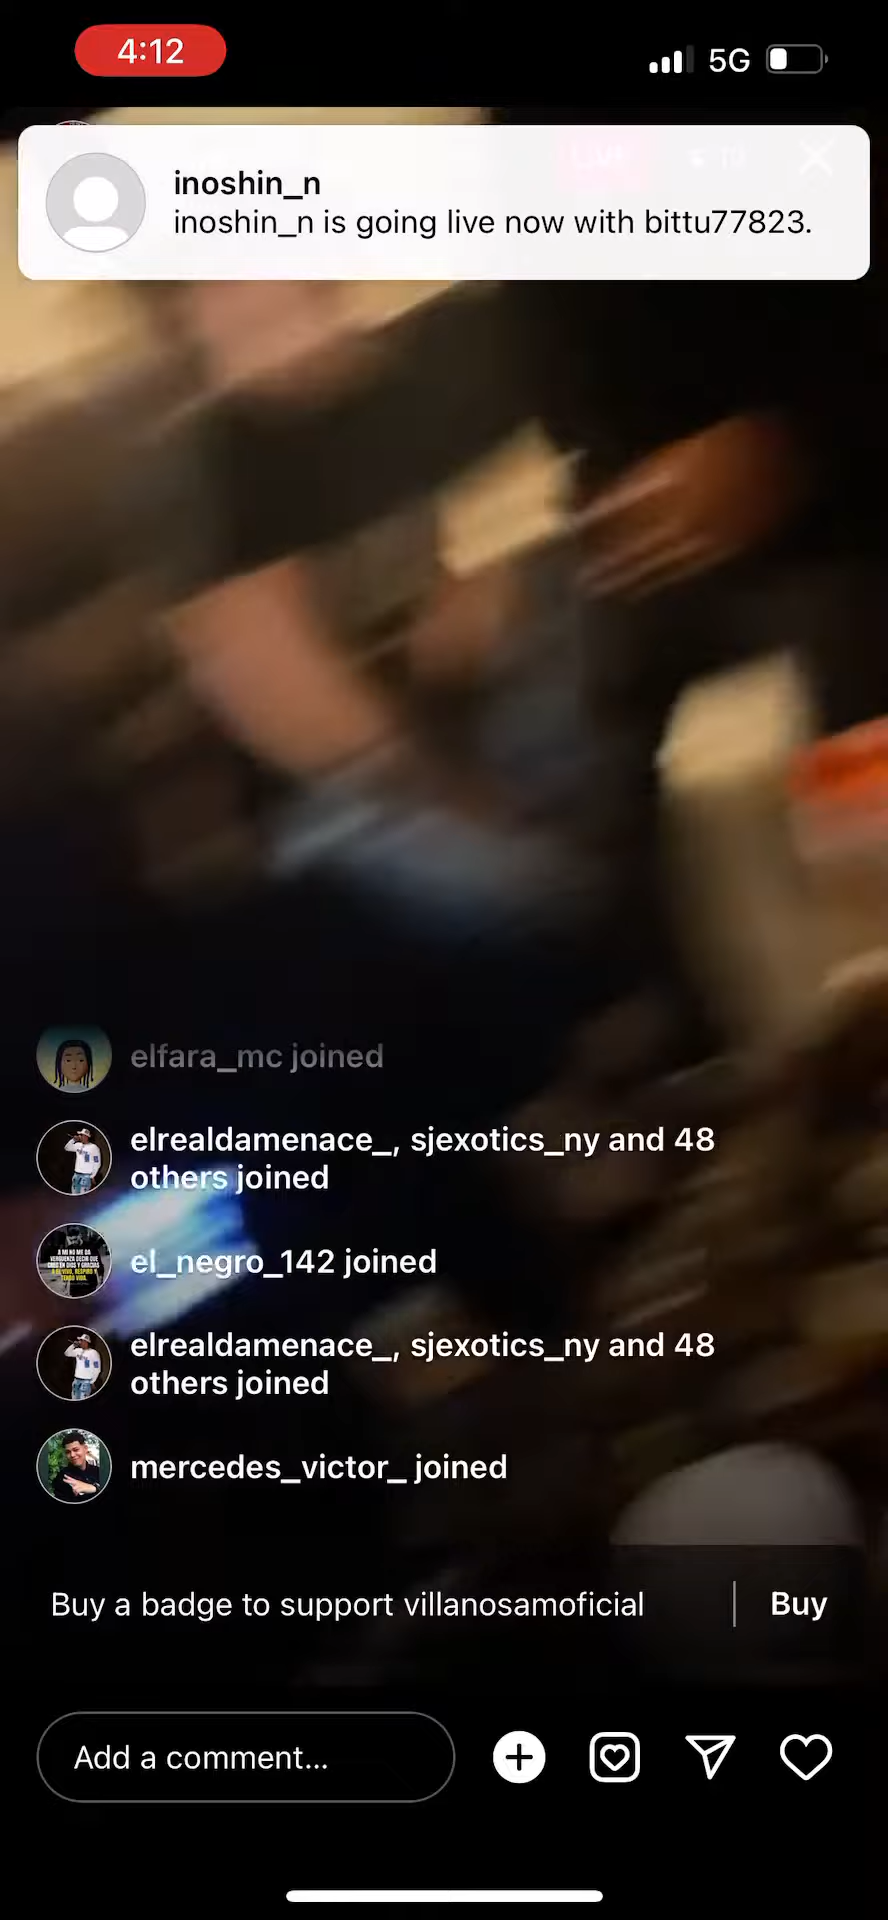 4:12
5G
inoshin_n
inoshin_n is going live now with bittu77823.
elfara_mc joined
elrealdamenace_, sjexotics_ny and 48
others joined
el_negro_142 joined
elrealdamenace_, sjexotics_ny and 48
others joined
mercedes_victor_ joined
Buy a badge to support villanosamoficial
Buy
Add a comment...